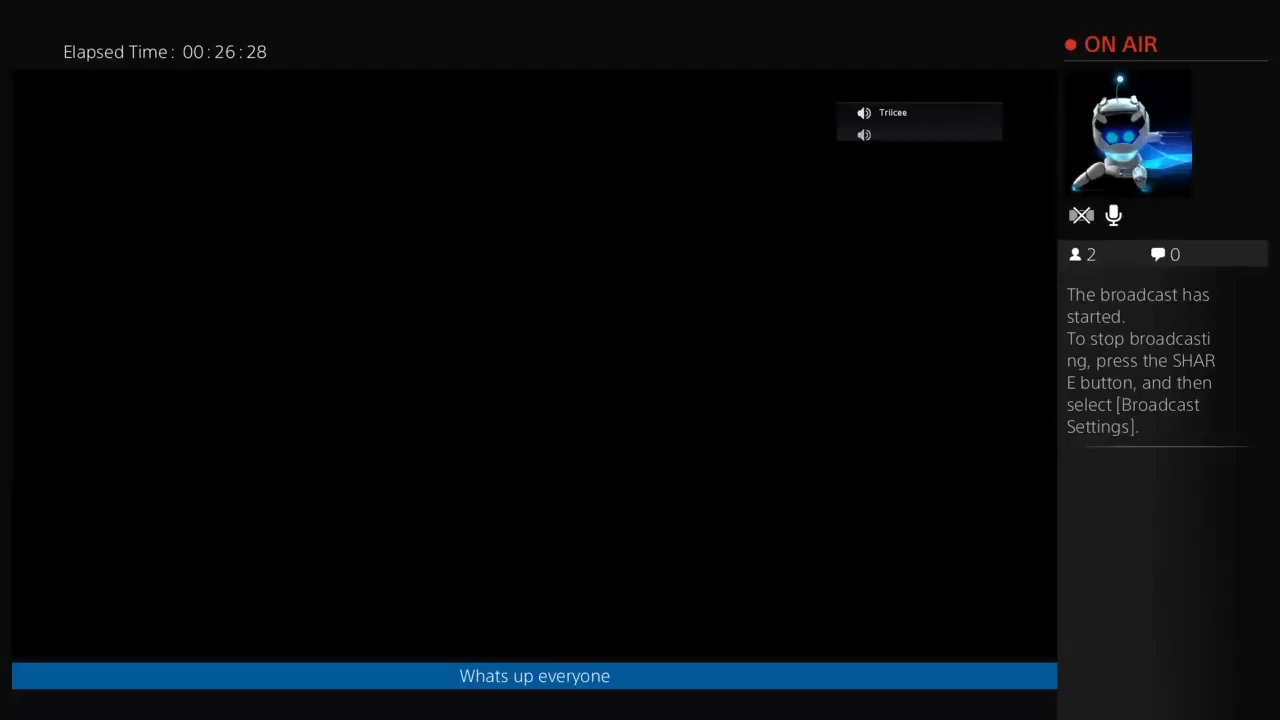 Elapsed Time: 00:26:28
ON AIR
Triicee
2 0
The broadcast has
started.
To stop broadcasti
ng, press the SHAR
E button, and then
select [Broadcast
Settings].
Whats up everyone